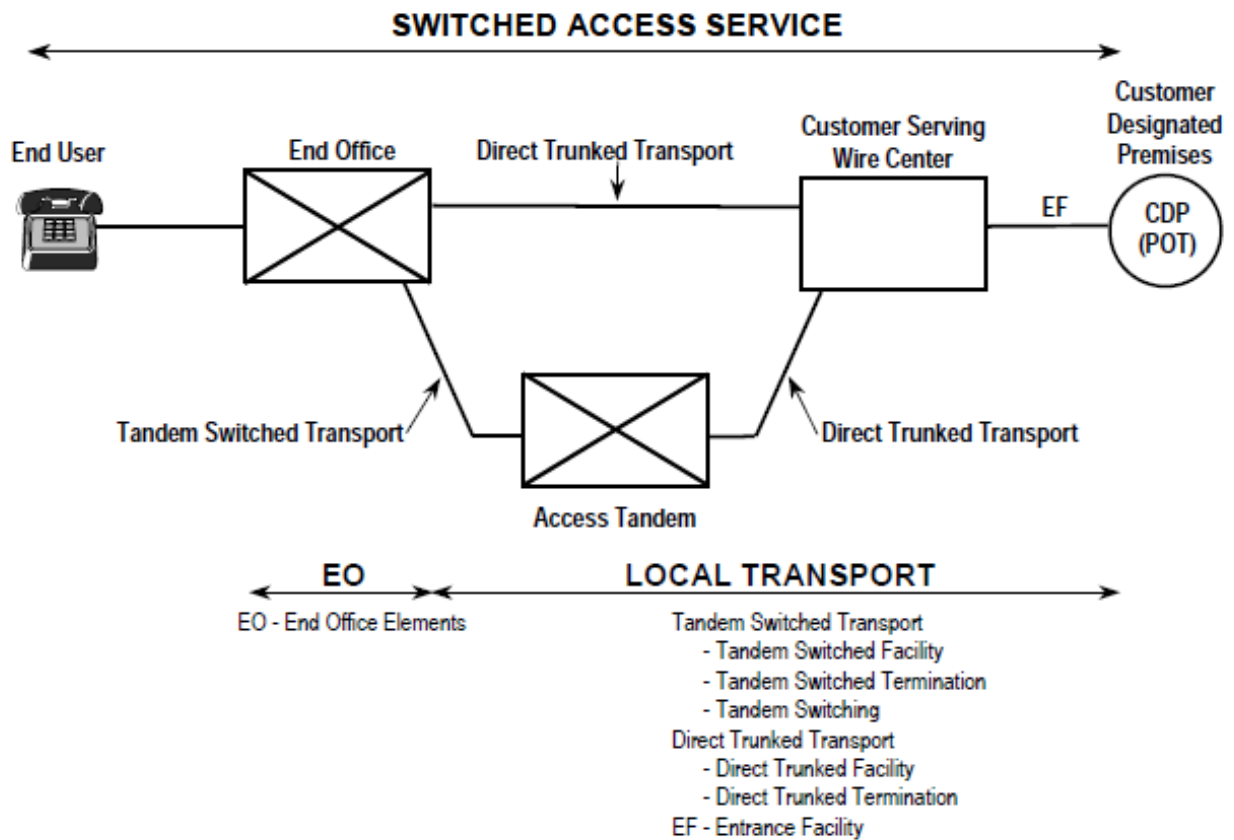 SWITCHED ACCESS SERVICE
End User
End Office
Direct Trunked Transport
Customer Serving
Wire Center
Customer
Designated
Premises
EF
CDP
(POT)
Tandem Switched Transport
Direct Trunked Transport
Access Tandem
EO
LOCAL TRANSPORT
EO - End Office Elements
Tandem Switched Transport
- Tandem Switched Facility
- Tandem Switched Termination
- Tandem Switching
Direct Trunked Transport
- Direct Trunked Facility
- Direct Trunked Termination
EF - Entrance Facility